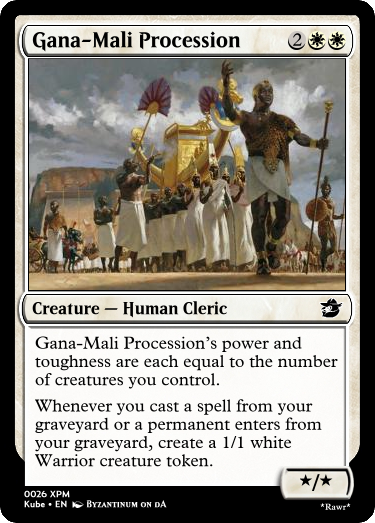 Gana-Mali Procession 2
Creature — Human Cleric
Gana-Mali Procession's power and
toughness are each equal to the number
of creatures you control.
Whenever you cast a spell from your
graveyard or a permanent enters from
your graveyard, create a 1/1 white
Warrior creature token.
★/★
0026 XPM
Kube • EN Byzantinum on dA
*Rawr*